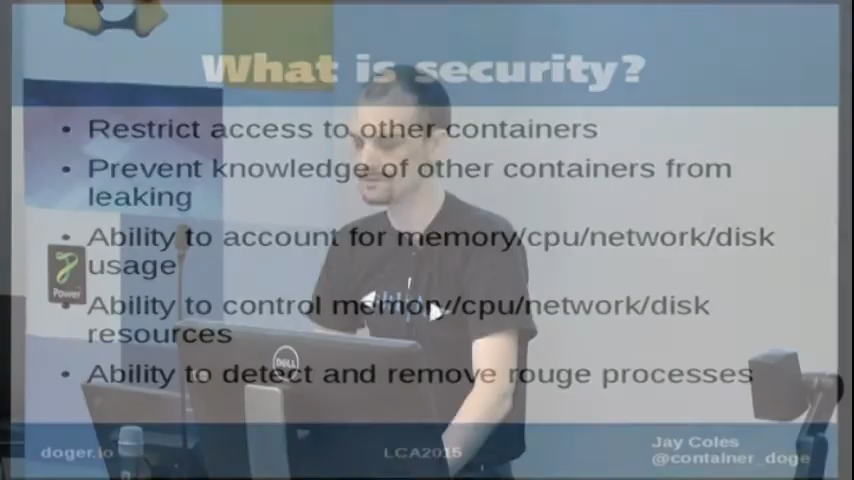 What is security?
• Restrict access to other containers
• Prevent knowledge of other containers from
leaking
• Ability to account for memory/cpu/network/disk
usage
• Ability to control memory/cpu/network/disk
resources
• Ability to detect and remove rouge processes
Power
DELL
doger.io
LCA2015
Jay Coles
@container_doge